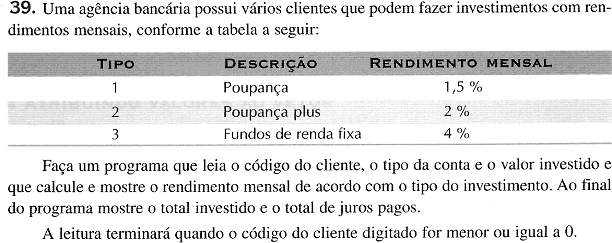 39. Uma agência bancária possui vários clientes que podem fazer investimentos com ren-
dimentos mensais, conforme a tabela a seguir:
TIPO DESCRIÇÃO RENDIMENTO MENSAL
1 Poupança 1,5 %
2 Poupança plus 2 %
3 Fundos de renda fixa 4 %
Faça um programa que leia o código do cliente, o tipo da conta e o valor investido e
que calcule e mostre o rendimento mensal de acordo com o tipo do investimento. Ao final
do programa mostre o total investido e o total de juros pagos.
A leitura terminará quando o código do cliente digitado for menor ou igual a 0.